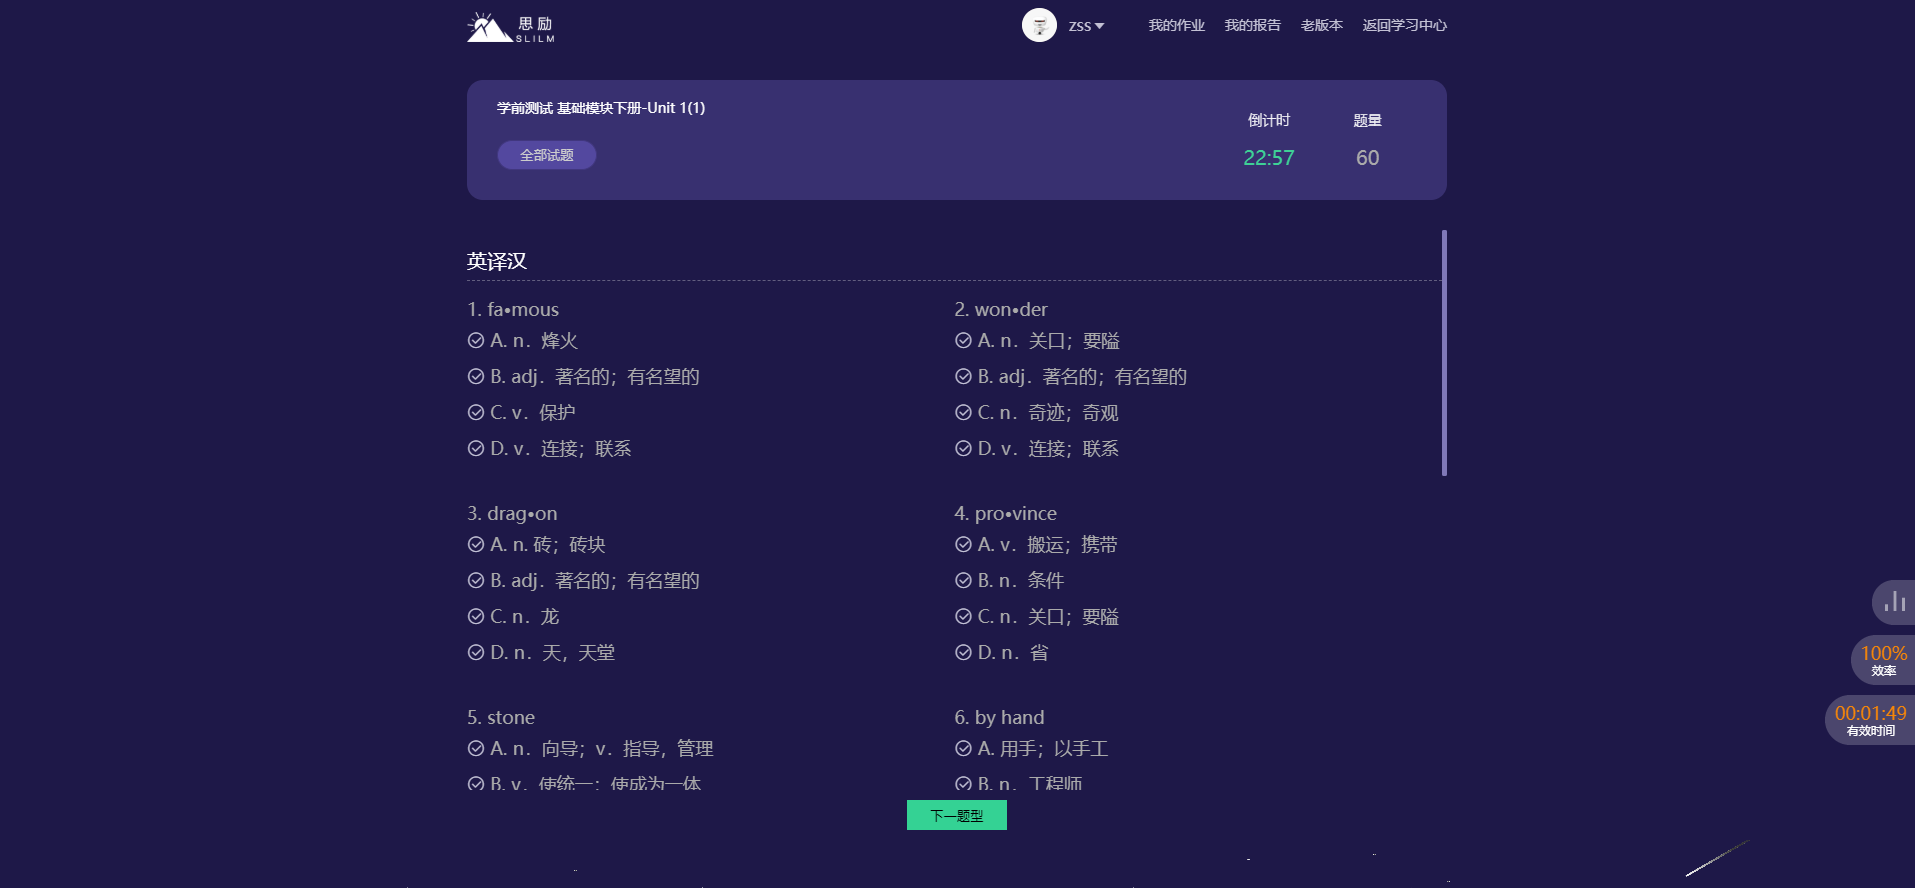 思励
SLILM
zss
我的作业
我的报告
老版本
返回学习中心
学前测试 基础模块下册-Unit 1(1)
全部试题
倒计时
题量
22:57
60
英译汉
1. fa•mous
A. n．烽火
B. adj．著名的；有名望的
C. v．保护
D. v．连接；联系
2. won•der
A. n．关口；要隘
B. adj．著名的；有名望的
C. n．奇迹；奇观
D. v．连接；联系
3. drag•on
A. n. 砖；砖块
B. adj．著名的；有名望的
C. n．龙
D. n．天，天堂
4. pro•vince
A. v．搬运；携带
B. n．条件
C. n．关口；要隘
D. n．省
5. stone
A. n．向导；v．指导，管理
B. v．使统一；使成为一体
6. by hand
A. 用手；以手工
B. n．工程师
下一题型
100%
效率
00:01:49
有效时间